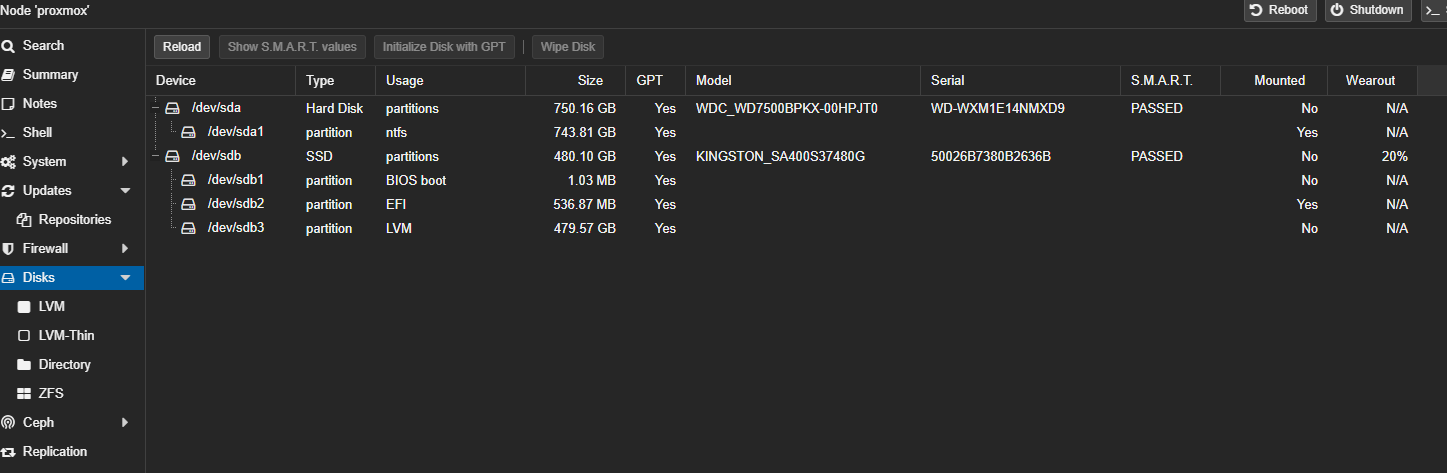 Node 'proxmox'
Reboot
Shutdown
>_
Search
Summary
Notes
Shell
System
Updates
Repositories
Firewall
Disks
LVM
LVM-Thin
Directory
ZFS
Ceph
Replication
Reload Show S.M.A.R.T. values Initialize Disk with GPT Wipe Disk
Device Type Usage Size GPT Model Serial S.M.A.R.T. Mounted Wearout
/dev/sda Hard Disk partitions 750.16 GB Yes WDC_WD7500BPKX-00HPJT0 WD-WXM1E14NMXD9 PASSED No N/A
/dev/sda1 partition ntfs 743.81 GB Yes Yes N/A
/dev/sdb SSD partitions 480.10 GB Yes KINGSTON_SA400S37480G 50026B7380B2636B PASSED No 20%
/dev/sdb1 partition BIOS boot 1.03 MB Yes No N/A
/dev/sdb2 partition EFI 536.87 MB Yes Yes N/A
/dev/sdb3 partition LVM 479.57 GB Yes No N/A